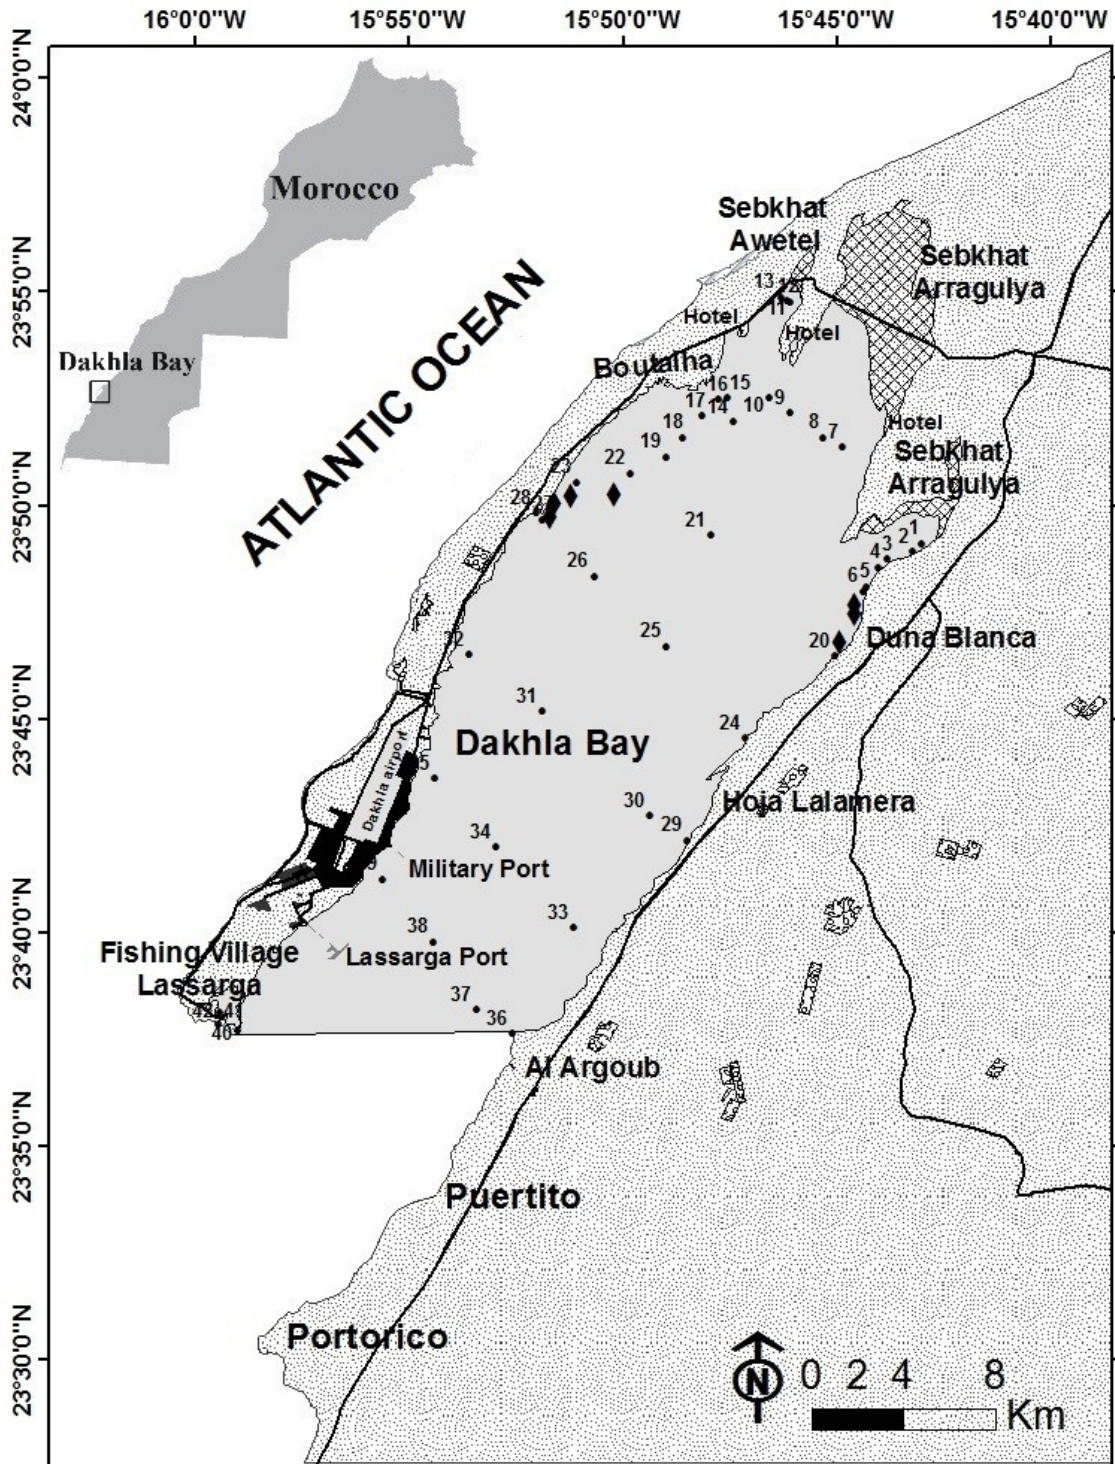 16°0'0"W
15°55'0"W
15°50'0"W
15°45'0"W
15°40'0"W
24°0'0"N
23°55'0"N
23°50'0"N
23°45'0"N
23°40'0"N
23°35'0"N
23°30'0"N
Morocco
Dakhla Bay
ATLANTIC OCEAN
Sebkhat
Awetel
Sebkhat
Arragulya
13
12
11
Hotel
Hotel
Boutalha
16
15
17
14
10
9
8
7
18
19
22
Hotel
Sebkhat
Arragulya
28
21
26
1
2
3
4
5
6
20
Duna Blanca
32
25
31
24
Dakhla Bay
Dakhla airport
30
29
Hoja Lalamera
34
Military Port
33
38
Lassarga Port
Fishing Village
Lassarga
37
36
42
41
40
Al Argoub
Puertito
Portorico
N
0 2 4 8
Km